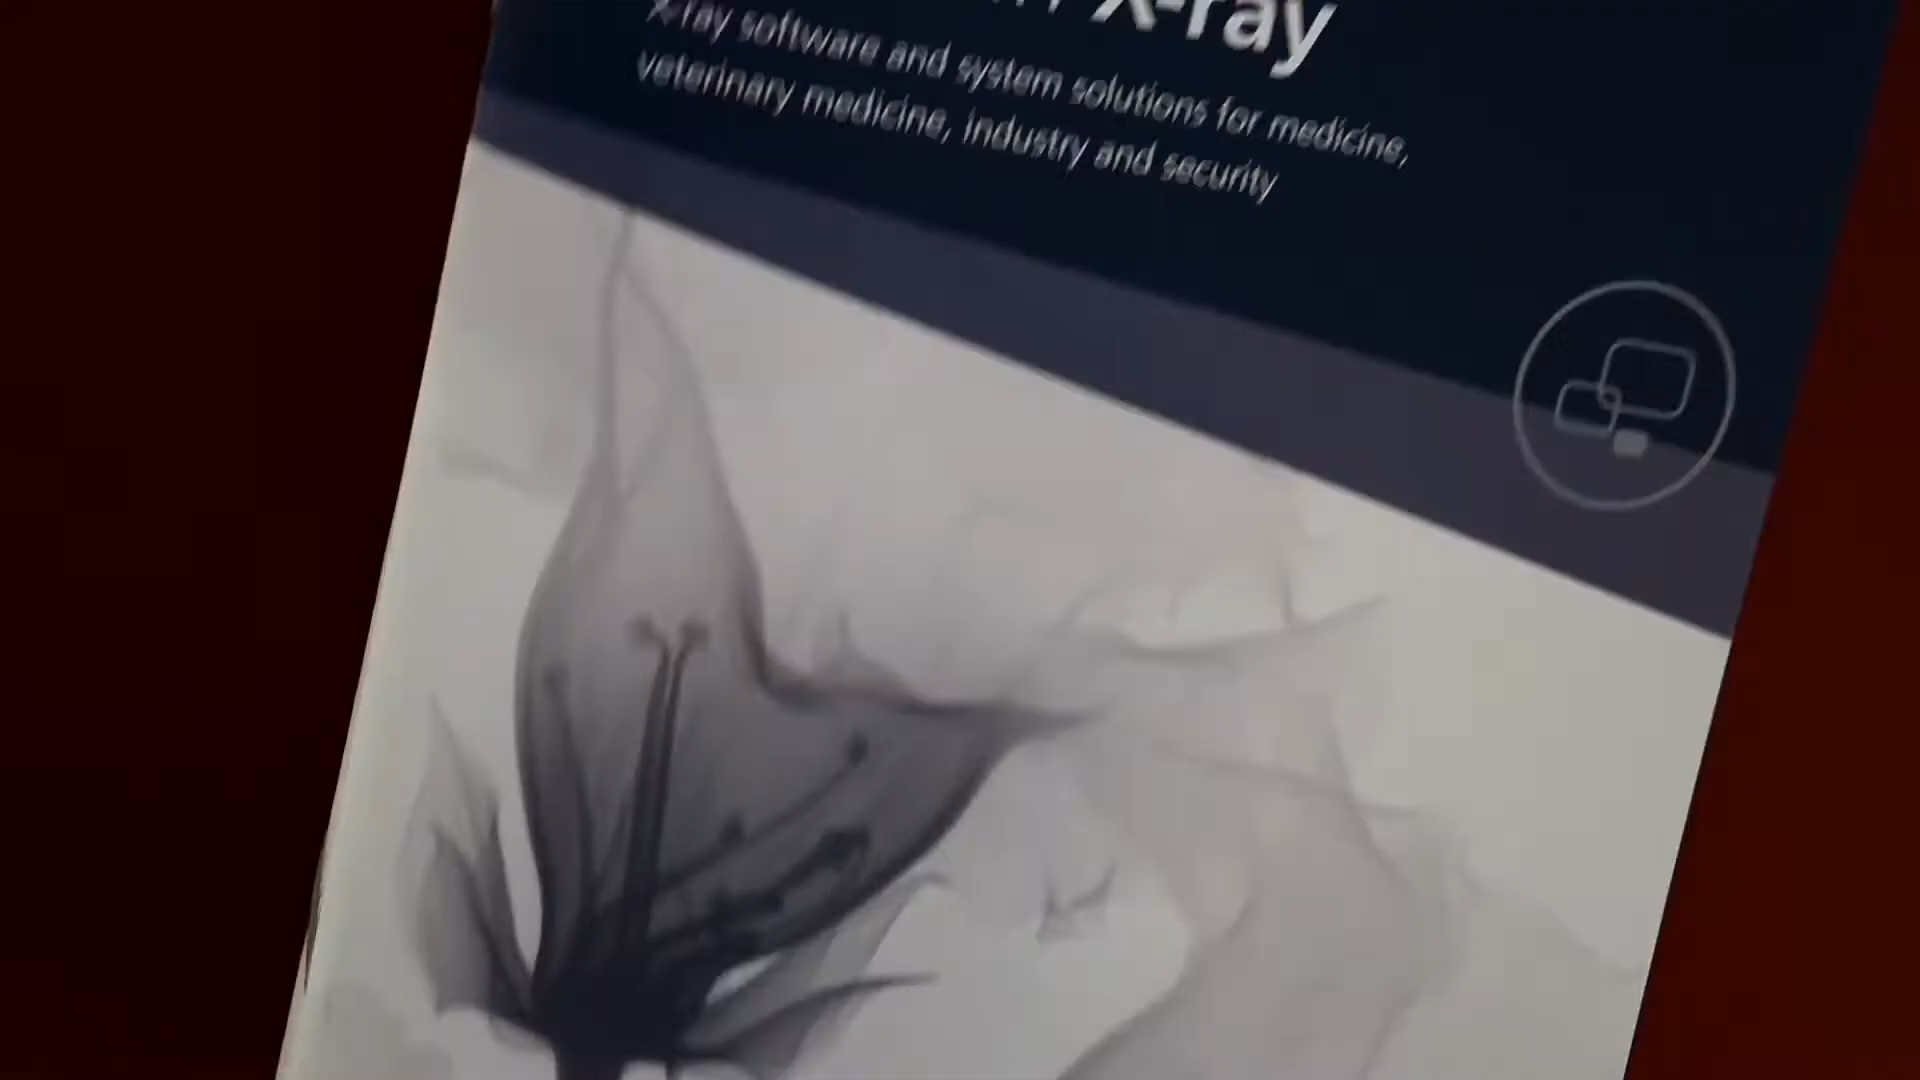 X-ray
X-ray software and system solutions for medicine,
veterinary medicine, industry and security